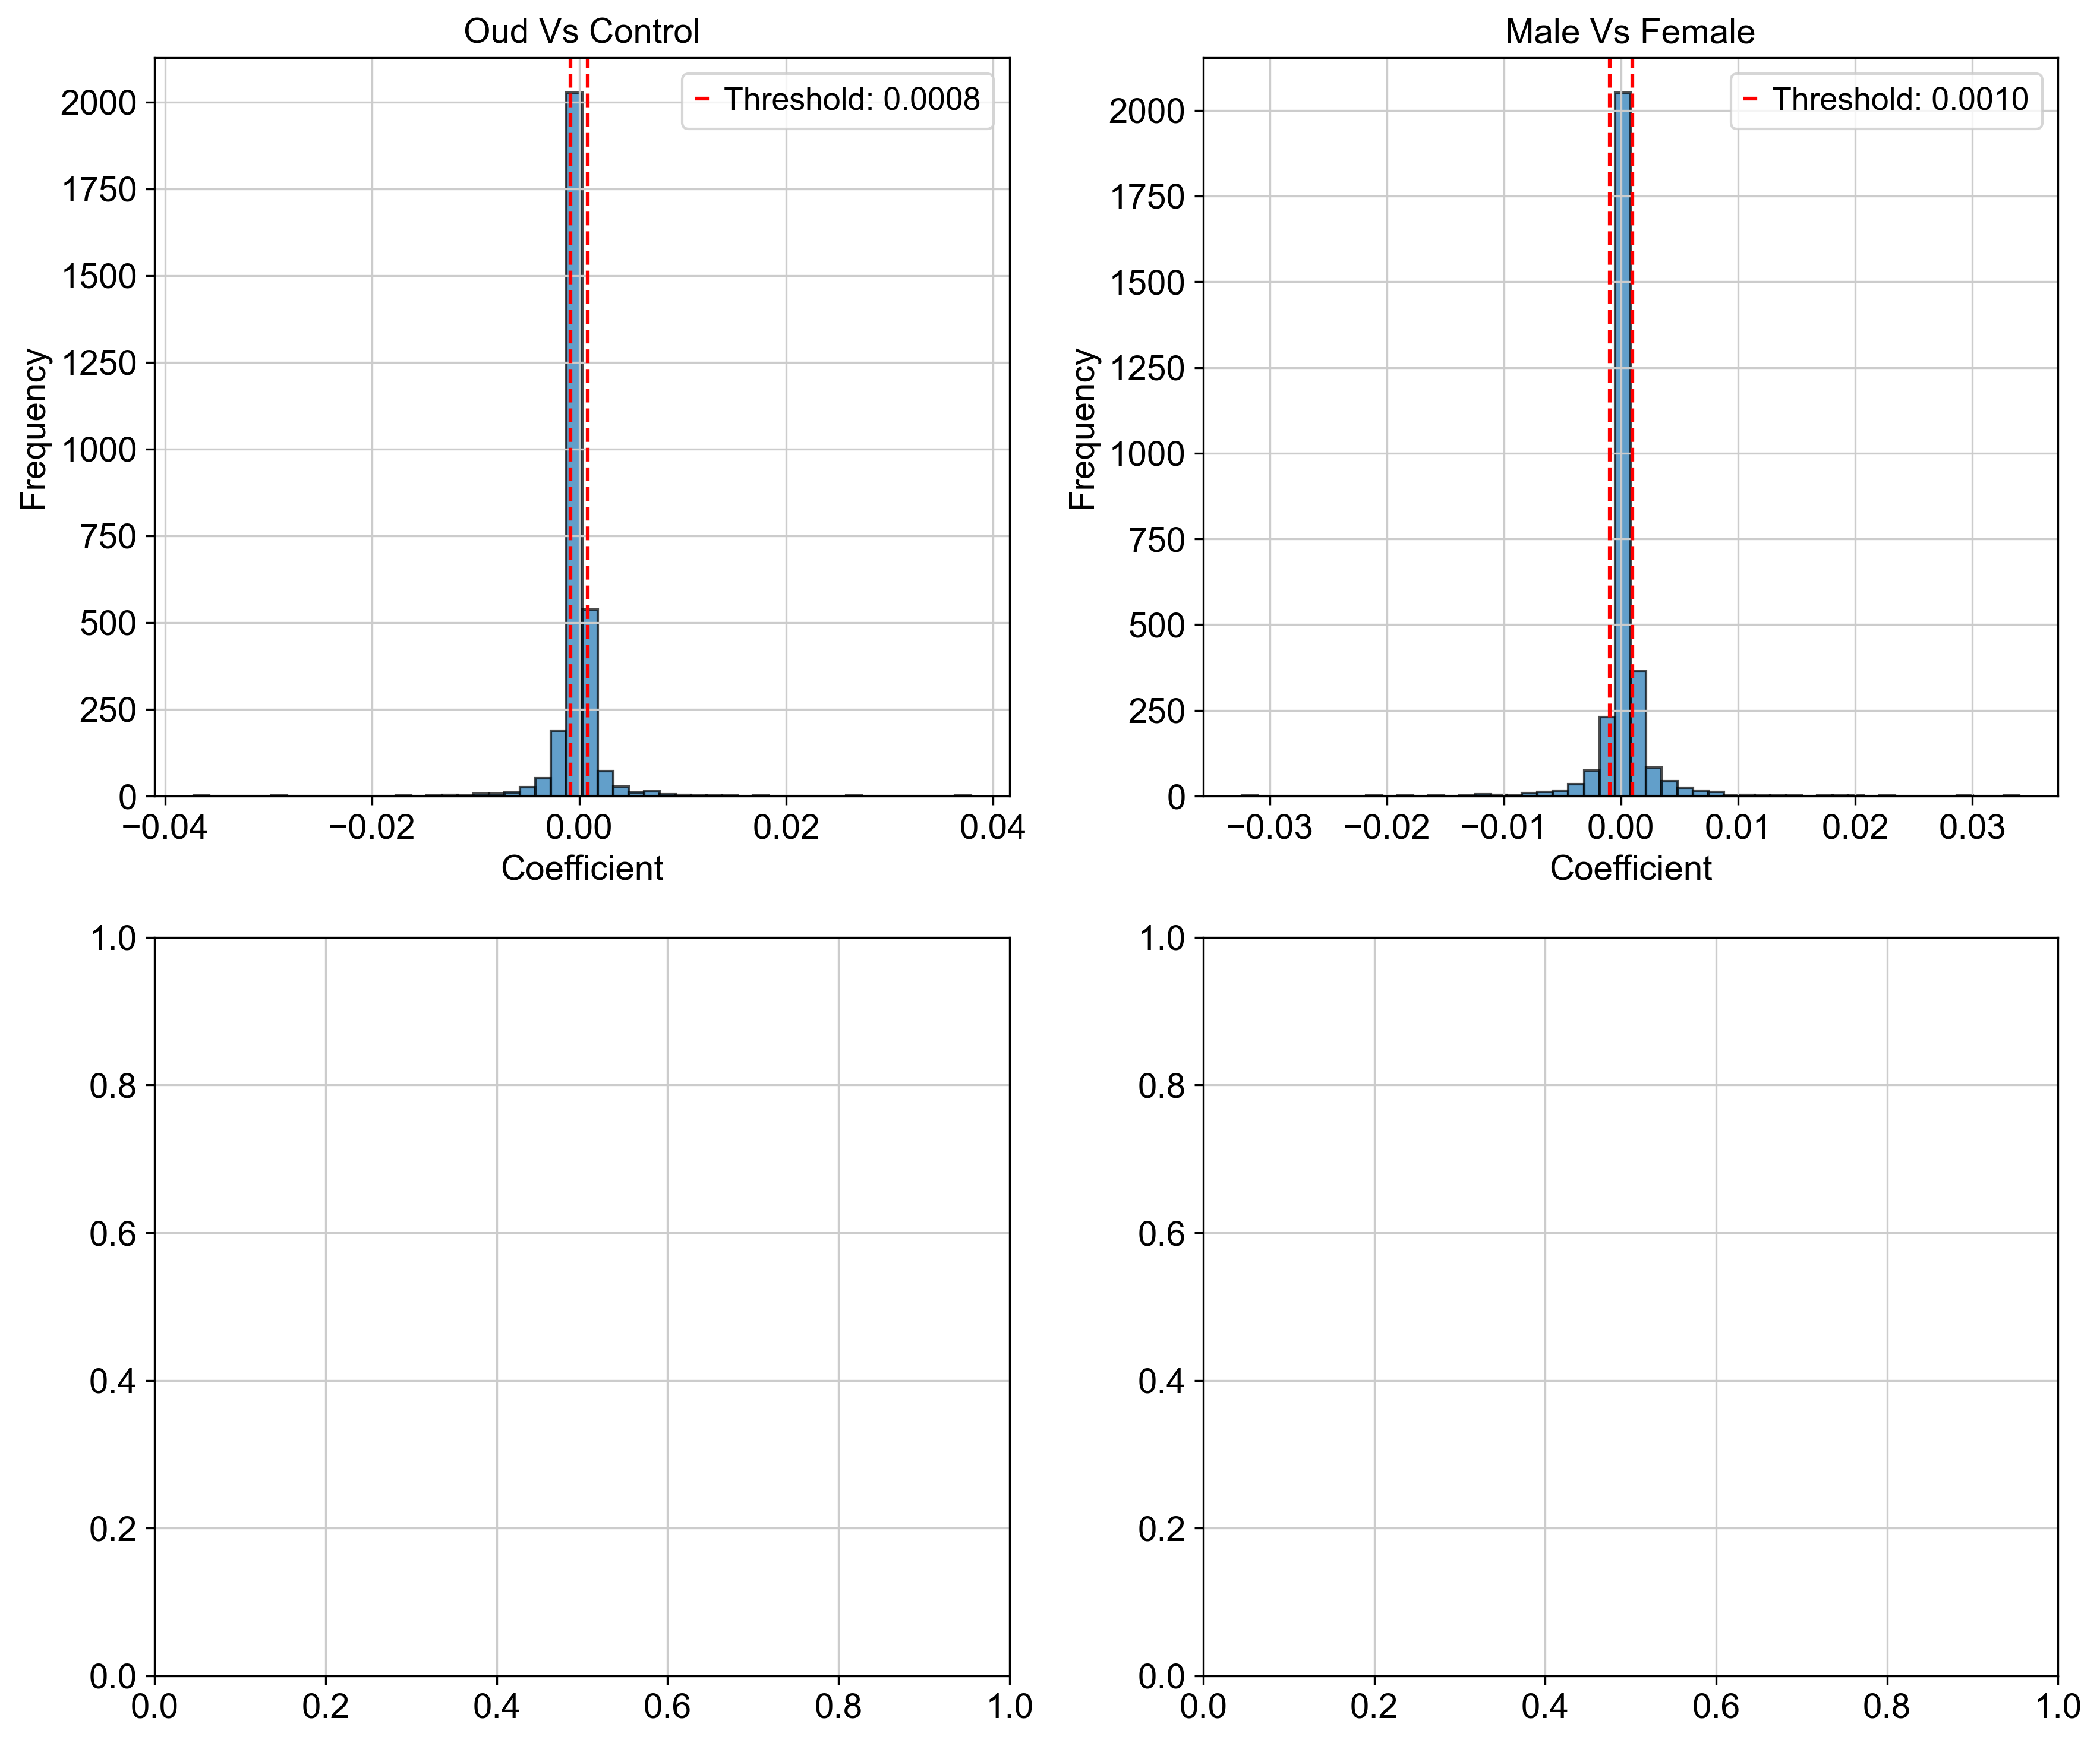 Oud Vs Control
Threshold: 0.0008
2000
1750
1500
1250
1000
750
500
250
0
Frequency
−0.04 −0.02 0.00 0.02 0.04
Coefficient
Male Vs Female
Threshold: 0.0010
2000
1750
1500
1250
1000
750
500
250
0
Frequency
−0.03 −0.02 −0.01 0.00 0.01 0.02 0.03
Coefficient
1.0
0.8
0.6
0.4
0.2
0.0
0.0 0.2 0.4 0.6 0.8 1.0
1.0
0.8
0.6
0.4
0.2
0.0
0.0 0.2 0.4 0.6 0.8 1.0